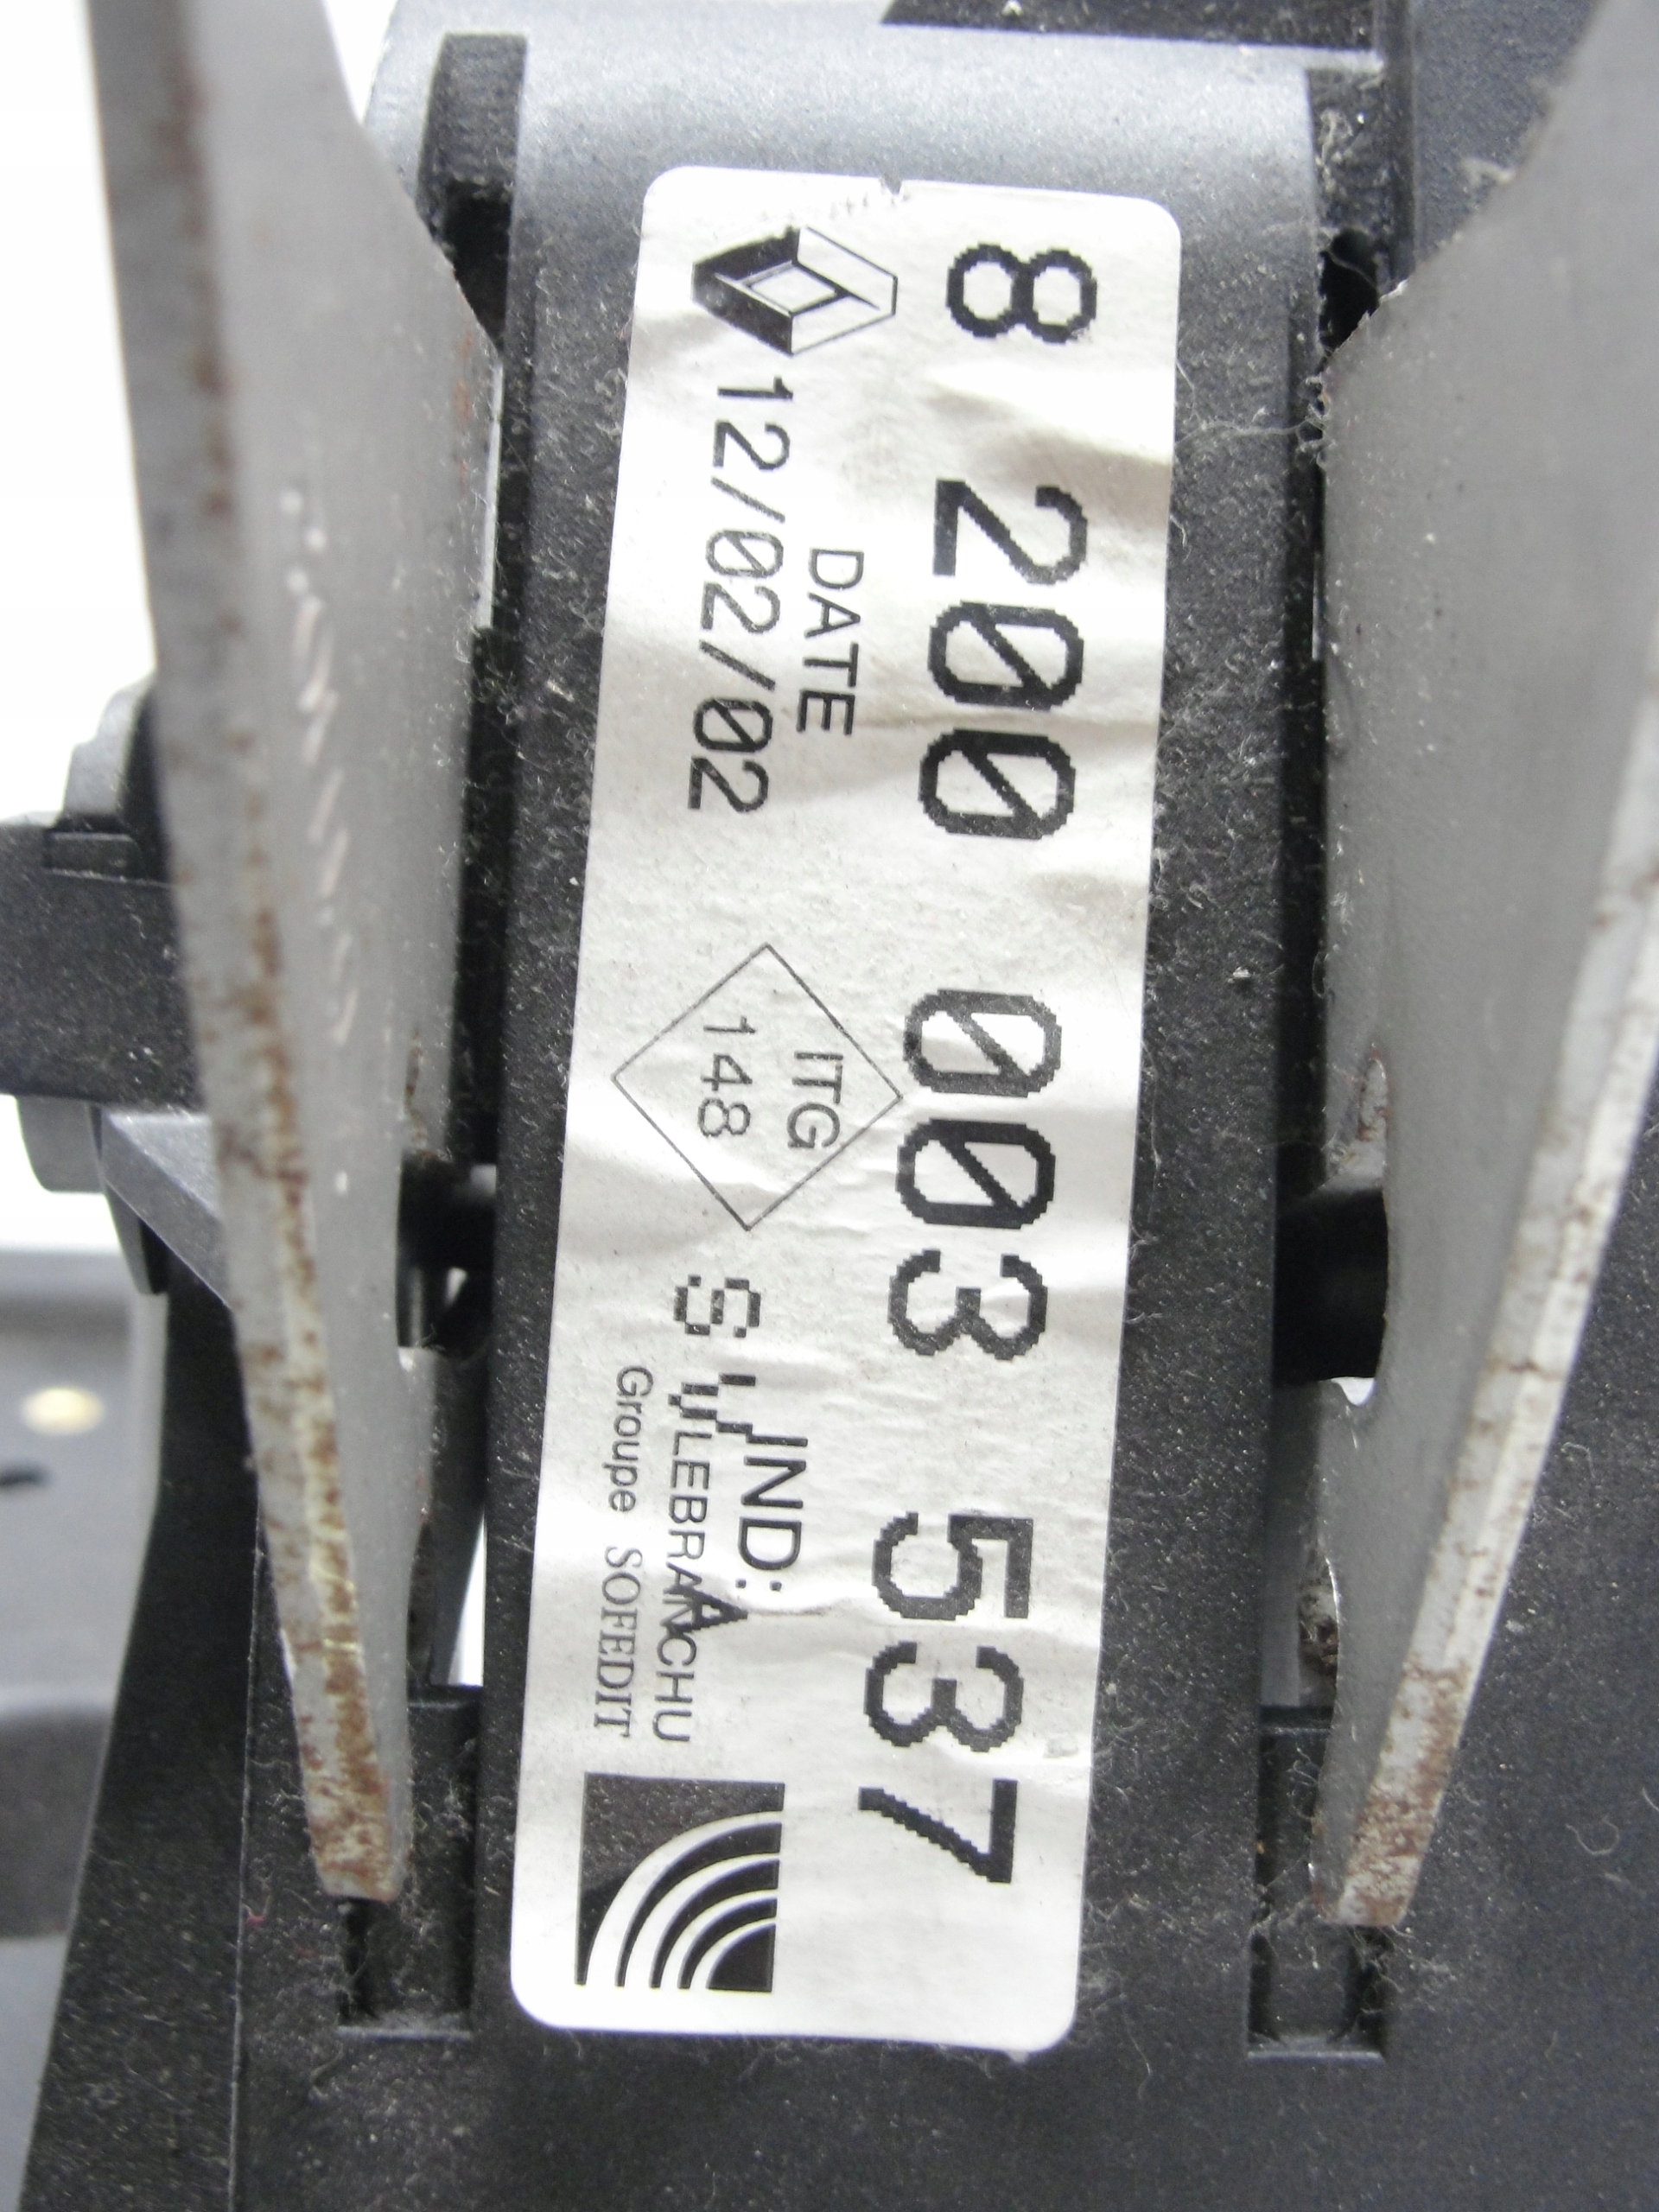 8 200 003 537
DATE
12/02/02
ITG
148
S
IND:
A
LEBRANCHU
Groupe SOFEDIT